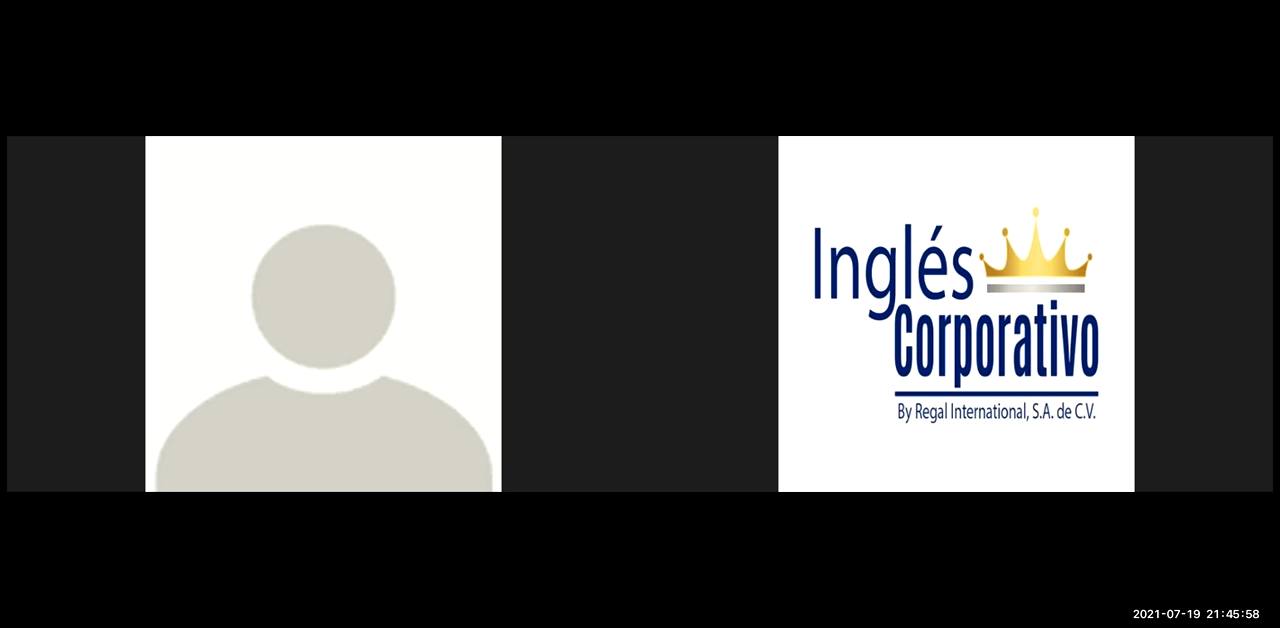 Inglés
Corporativo
By Regal International, S.A. de C.V.
2021-07-19 21:45:58